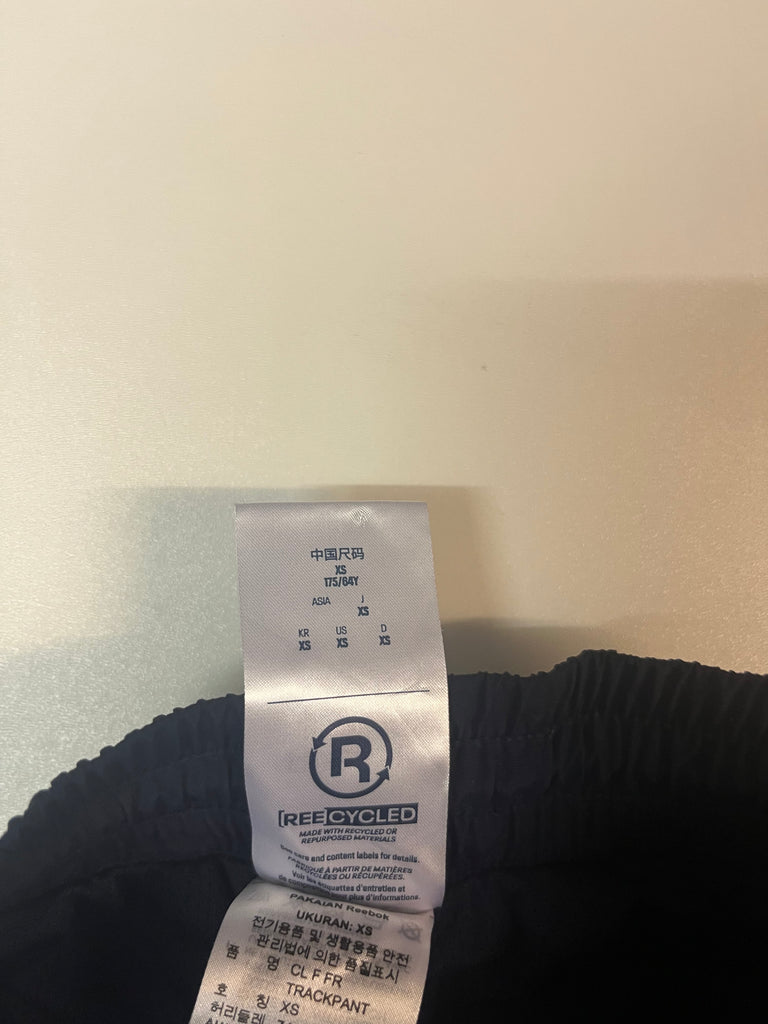 中国尺码
XS
175/64Y
ASIA J
XS
KR US D
XS XS XS
R
[REE]CYCLED
MADE WITH RECYCLED OR
REPURPOSED MATERIALS
See care and content labels for details.
FABRIQUÉ À PARTIR DE MATIÈRES
RECYCLÉES OU RÉCUPÉRÉES.
Voir les étiquettes d'entretien et
de pour plus d'informations.
PAKAIAN Reebok
UKURAN: XS
전기용품 및 생활용품 안전
관리법에 의한 품질표시
품 명 CL F FR
TRACKPANT
호 칭 XS
허리둘레